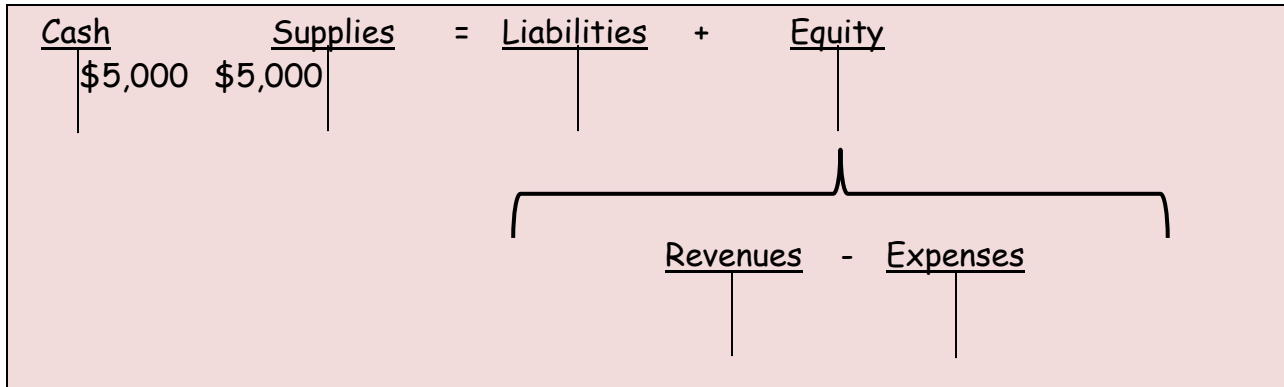 Cash Supplies = Liabilities + Equity
$5,000 $5,000
Revenues - Expenses